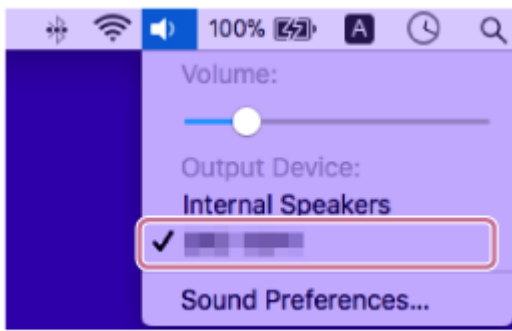 100% A
Volume:
Output Device:
Internal Speakers
Sound Preferences...